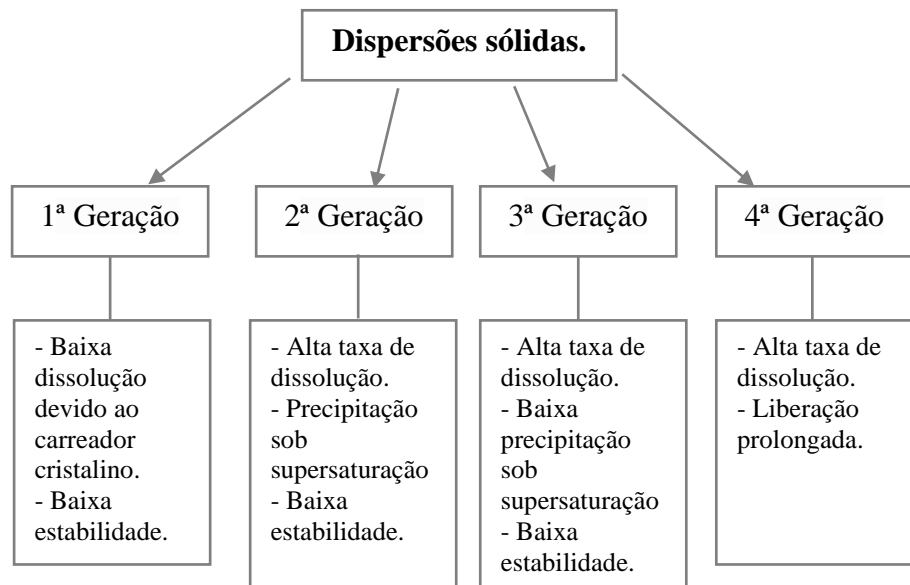 Dispersões sólidas.
1ª Geração
2ª Geração
3ª Geração
4ª Geração
- Baixa
dissolução
devido ao
carreador
cristalino.
- Baixa
estabilidade.
- Alta taxa de
dissolução.
- Precipitação
sob
supersaturação
- Baixa
estabilidade.
- Alta taxa de
dissolução.
- Baixa
precipitação
sob
supersaturação
- Baixa
estabilidade.
- Alta taxa de
dissolução.
- Liberação
prolongada.